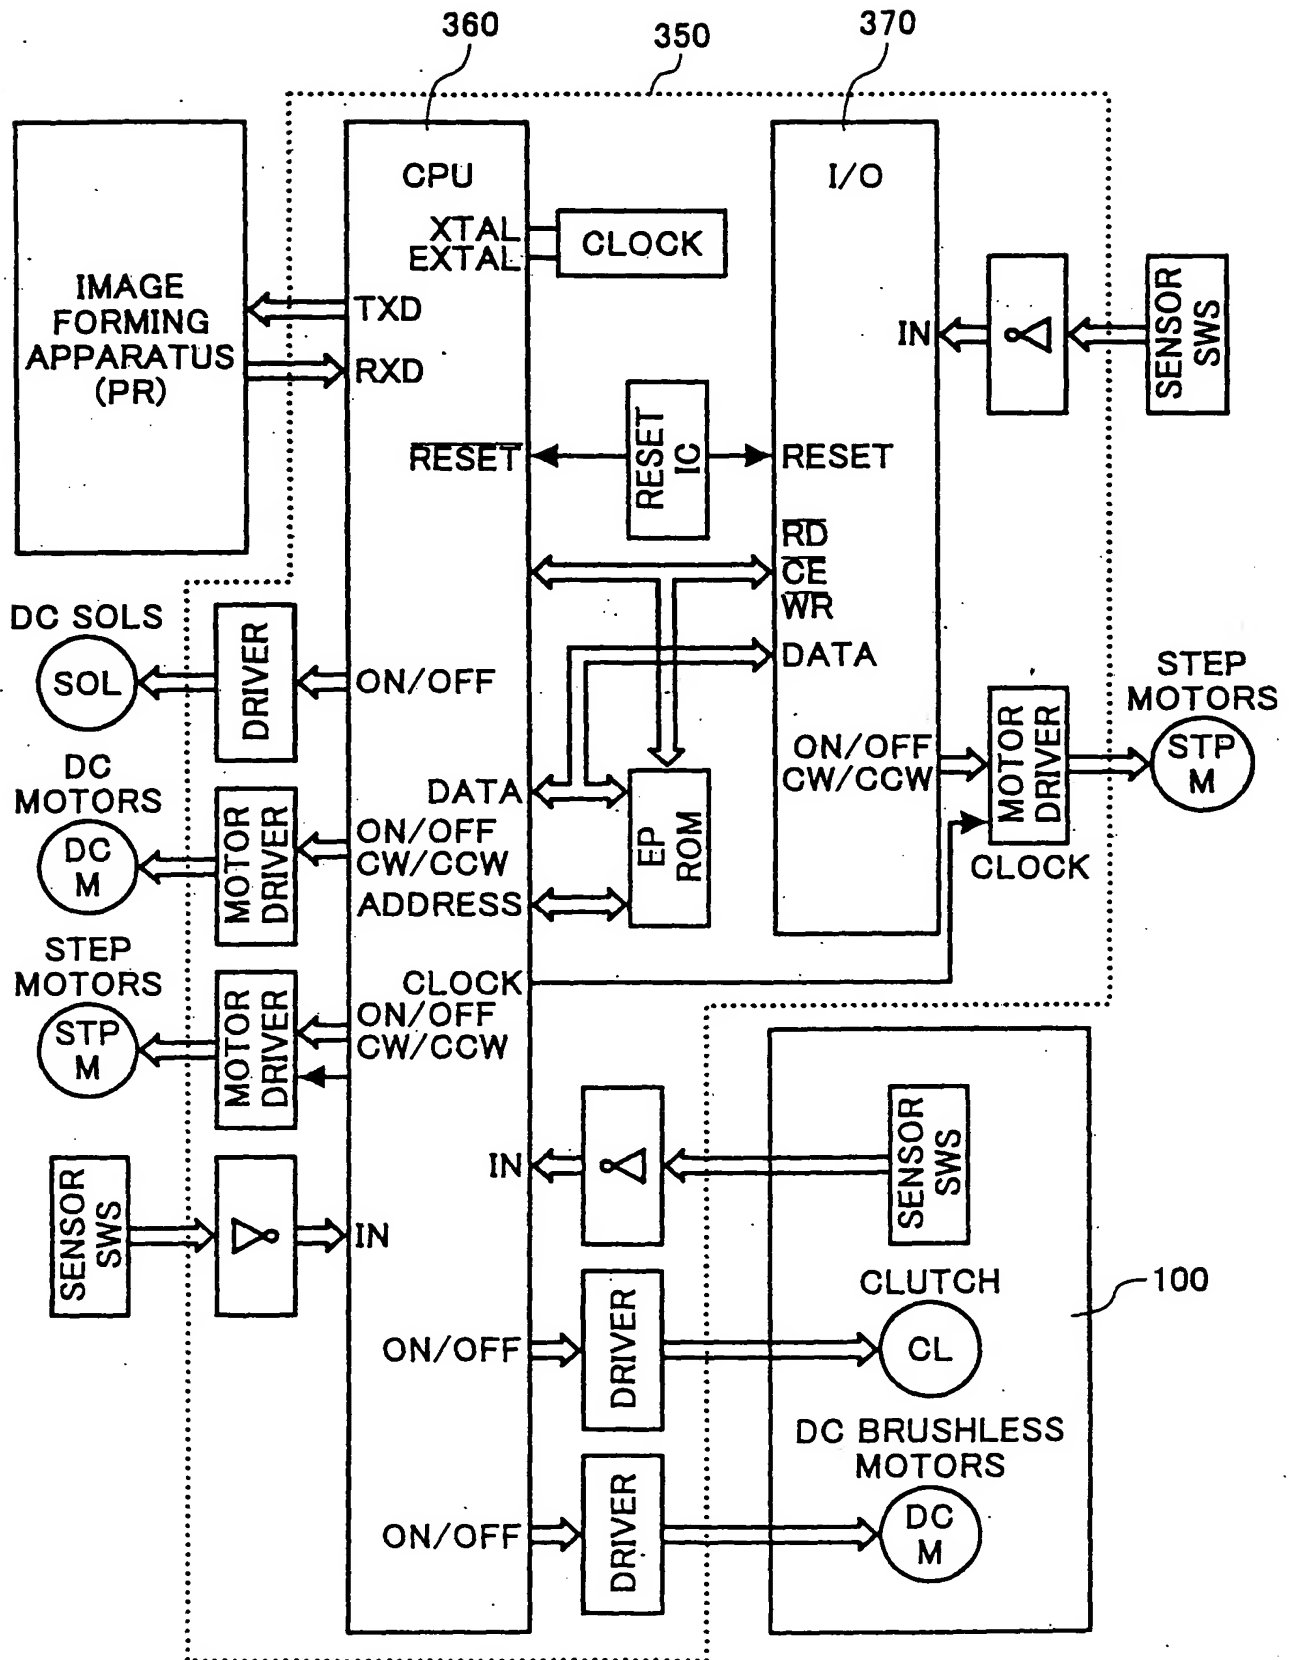 360
350
370
CPU
I/O
XTAL
EXTAL
CLOCK
IMAGE
FORMING
APPARATUS
(PR)
TXD
RXD
IN
SENSOR
SWS
RESET
RESET
IC
RESET
RD
CE
WR
DATA
DC SOLS
SOL
DRIVER
ON/OFF
STEP
MOTORS
STP
M
MOTOR
DRIVER
ON/OFF
CW/CCW
CLOCK
DC
MOTORS
DC
M
MOTOR
DRIVER
DATA
ON/OFF
CW/CCW
ADDRESS
EP
ROM
STEP
MOTORS
STP
M
MOTOR
DRIVER
CLOCK
ON/OFF
CW/CCW
IN
SENSOR
SWS
SENSOR
SWS
IN
CLUTCH
CL
100
ON/OFF
DRIVER
DC BRUSHLESS
MOTORS
DC
M
ON/OFF
DRIVER